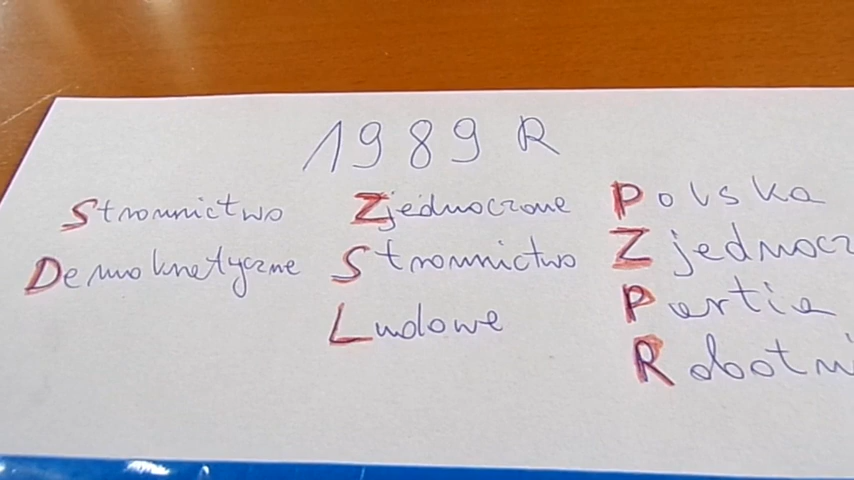 1989 R
Stronnictwo
Demokratyczne
Zjednoczone
Stronnictwo
Ludowe
Polska
Zjednocz
Partia
Robotni